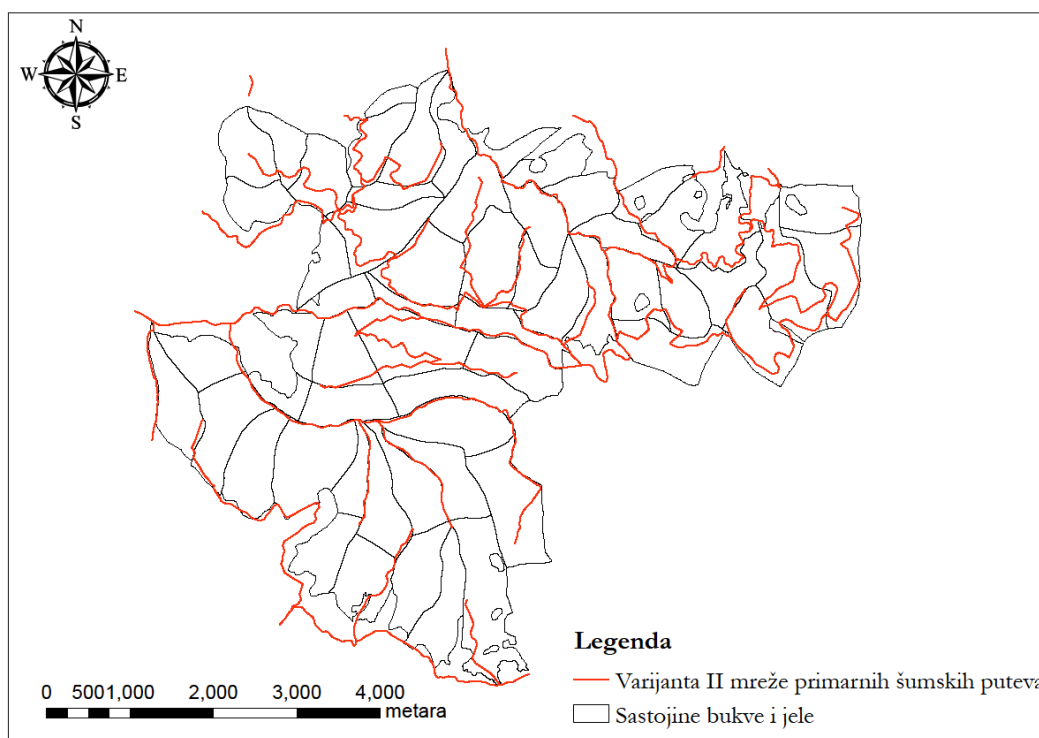 N
W E
S
Legenda
Varijanta II mreže primarnih šumskih puteva
Sastojine bukve i jele
0 5001,000 2,000 3,000 4,000
metara